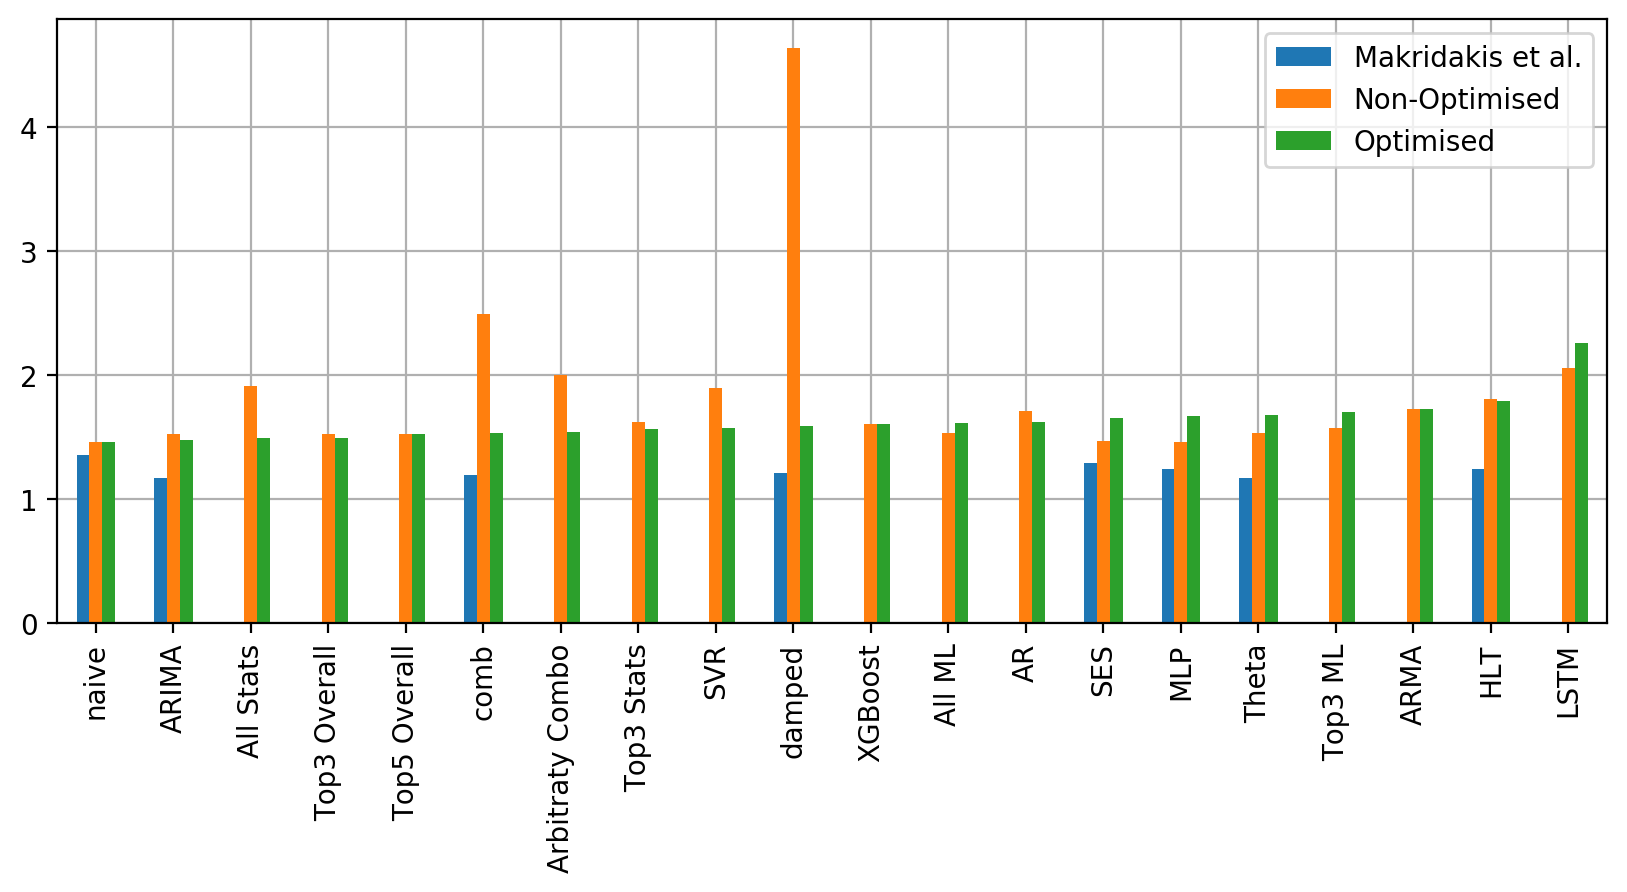 Makridakis et al.
Non-Optimised
Optimised
4
3
2
1
0
naive
ARIMA
All Stats
Top3 Overall
Top5 Overall
comb
Arbitraty Combo
Top3 Stats
SVR
damped
XGBoost
All ML
AR
SES
MLP
Theta
Top3 ML
ARMA
HLT
LSTM